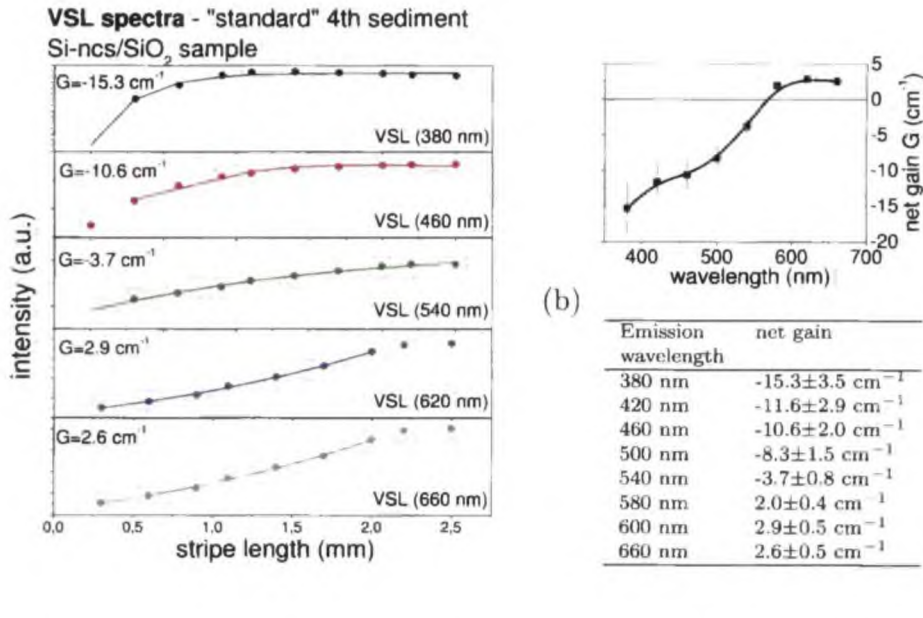 VSL spectra - "standard" 4th sediment
Si-ncs/SiO2 sample
G=-15.3 cm-1
VSL (380 nm)
G=-10.6 cm-1
VSL (460 nm)
G=-3.7 cm-1
VSL (540 nm)
G=2.9 cm-1
VSL (620 nm)
G=2.6 cm-1
VSL (660 nm)
intensity (a.u.)
0,0 0,5 1,0 1,5 2,0 2,5
stripe length (mm)
5
0
-5
-10
-15
-20
net gain G (cm-1)
400 500 600 700
wavelength (nm)
(b)
Emission wavelength net gain
380 nm -15.3±3.5 cm−1
420 nm -11.6±2.9 cm−1
460 nm -10.6±2.0 cm−1
500 nm -8.3±1.5 cm−1
540 nm -3.7±0.8 cm−1
580 nm 2.0±0.4 cm−1
600 nm 2.9±0.5 cm−1
660 nm 2.6±0.5 cm−1